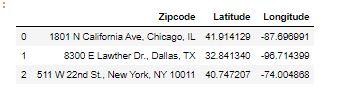 :
Zipcode Latitude Longitude
0 1801 N California Ave, Chicago, IL 41.914129 -87.696991
1 8300 E Lawther Dr., Dallas, TX 32.841340 -96.714399
2 511 W 22nd St., New York, NY 10011 40.747207 -74.004868